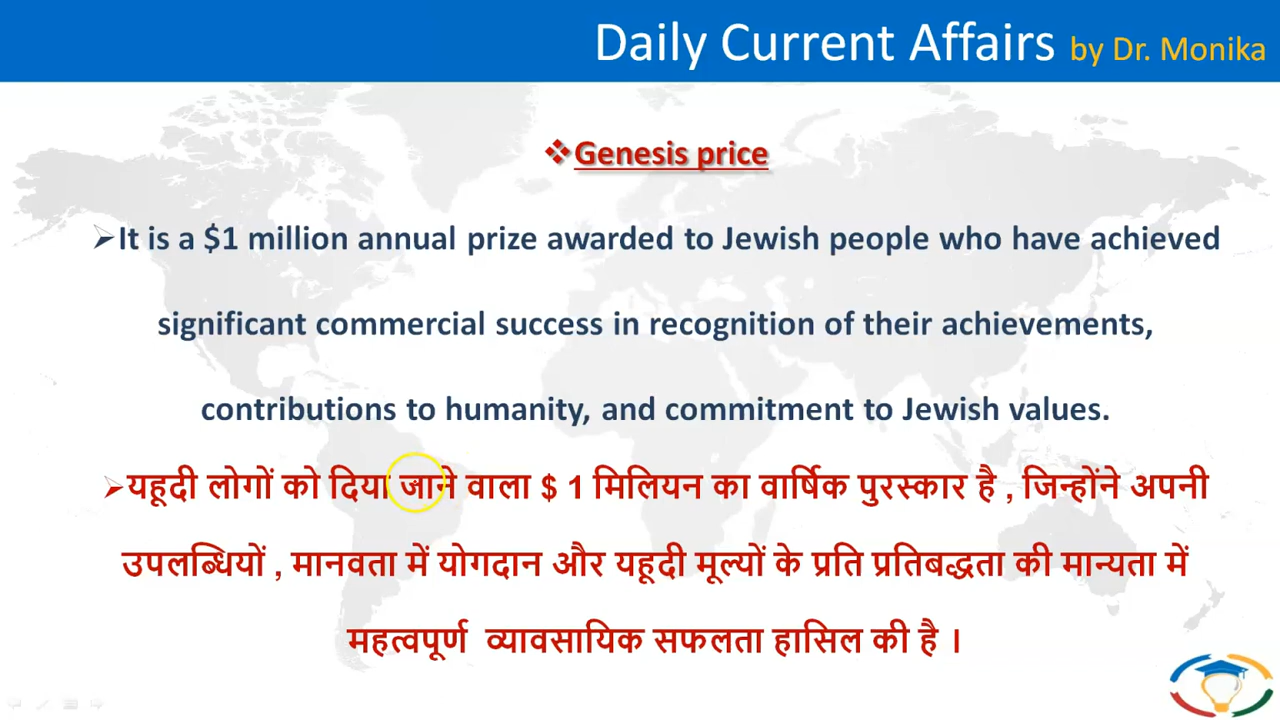 Daily Current Affairs by Dr. Monika
❖Genesis price
➢It is a $1 million annual prize awarded to Jewish people who have achieved
significant commercial success in recognition of their achievements,
contributions to humanity, and commitment to Jewish values.
➢यहूदी लोगों को दिया जाने वाला $ 1 मिलियन का वार्षिक पुरस्कार है , जिन्होंने अपनी
उपलब्धियों , मानवता में योगदान और यहूदी मूल्यों के प्रति प्रतिबद्धता की मान्यता में
महत्वपूर्ण व्यावसायिक सफलता हासिल की है ।